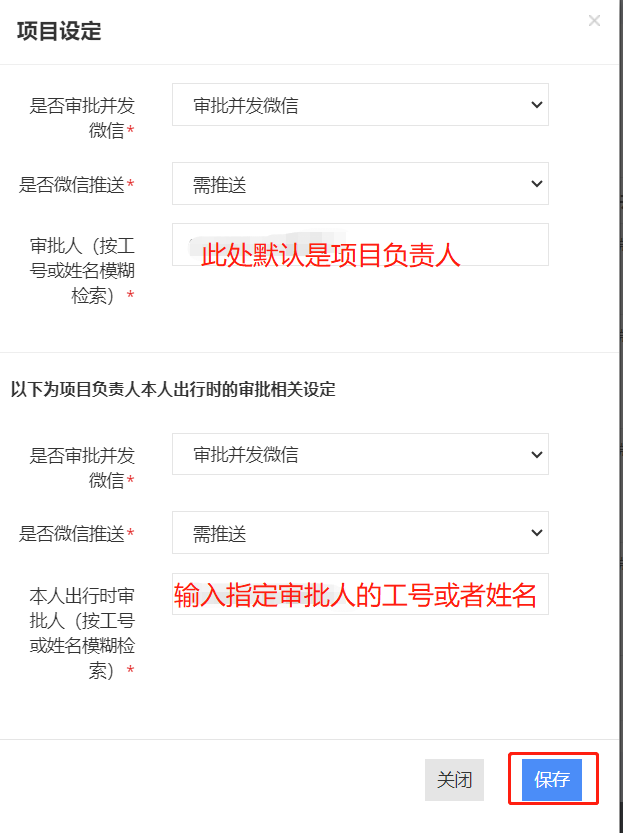 项目设定
×
是否审批并发
微信*
审批并发微信
是否微信推送*
需推送
审批人（按工
号或姓名模糊
检索）*
此处默认是项目负责人
以下为项目负责人本人出行时的审批相关设定
是否审批并发
微信*
审批并发微信
是否微信推送*
需推送
本人出行时审
批人（按工号
或姓名模糊检
索）*
输入指定审批人的工号或者姓名
关闭
保存